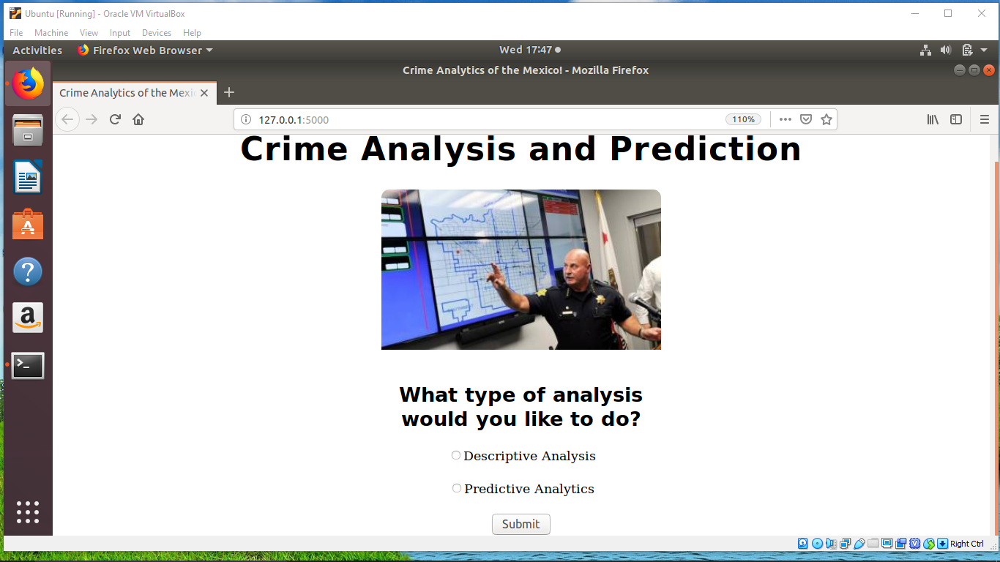 Ubuntu [Running] - Oracle VM VirtualBox
File Machine View Input Devices Help
Activities Firefox Web Browser Wed 17:47
Crime Analytics of the Mexico! - Mozilla Firefox
Crime Analytics of the Mexi
127.0.0.1:5000 110%
Crime Analysis and Prediction
What type of analysis
would you like to do?
Descriptive Analysis
Predictive Analytics
Submit
Right Ctrl